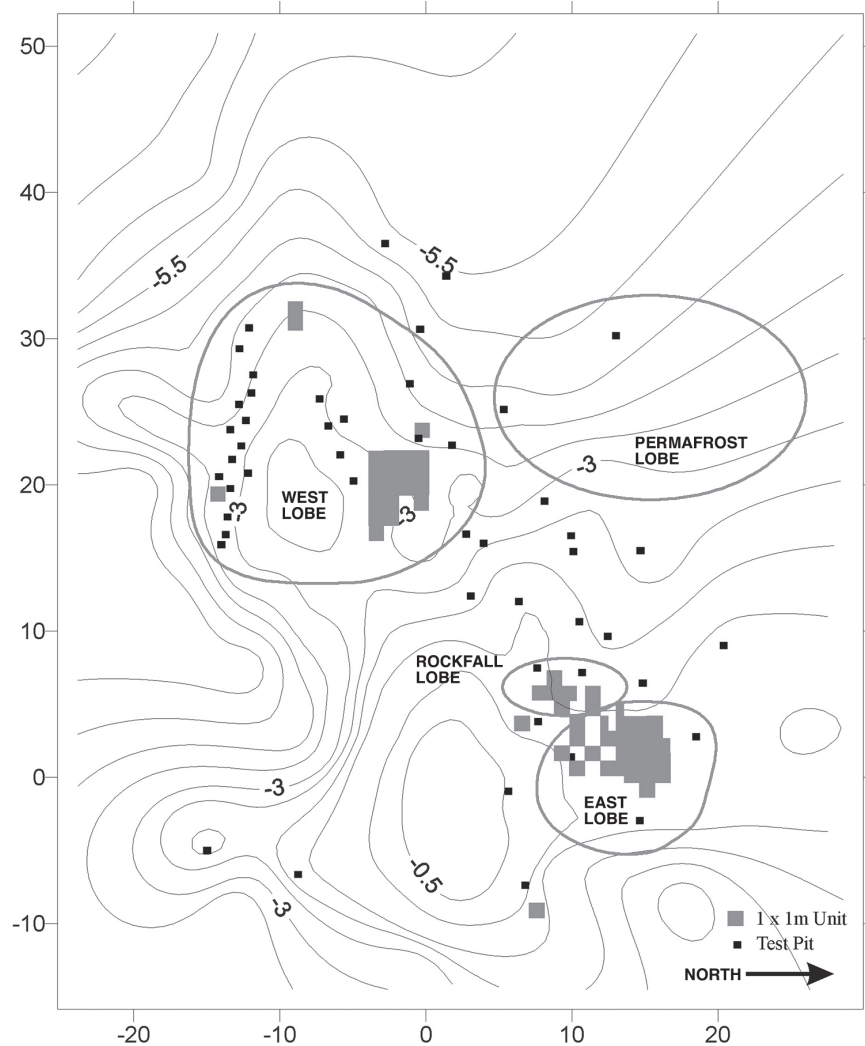 50
40
30
20
10
0
-10
-5.5
-5.5
PERMAFROST
LOBE
-3
WEST
LOBE
-3
-3
ROCKFALL
LOBE
-3
EAST
LOBE
-0.5
-3
1 x 1m Unit
Test Pit
NORTH
-20
-10
0
10
20